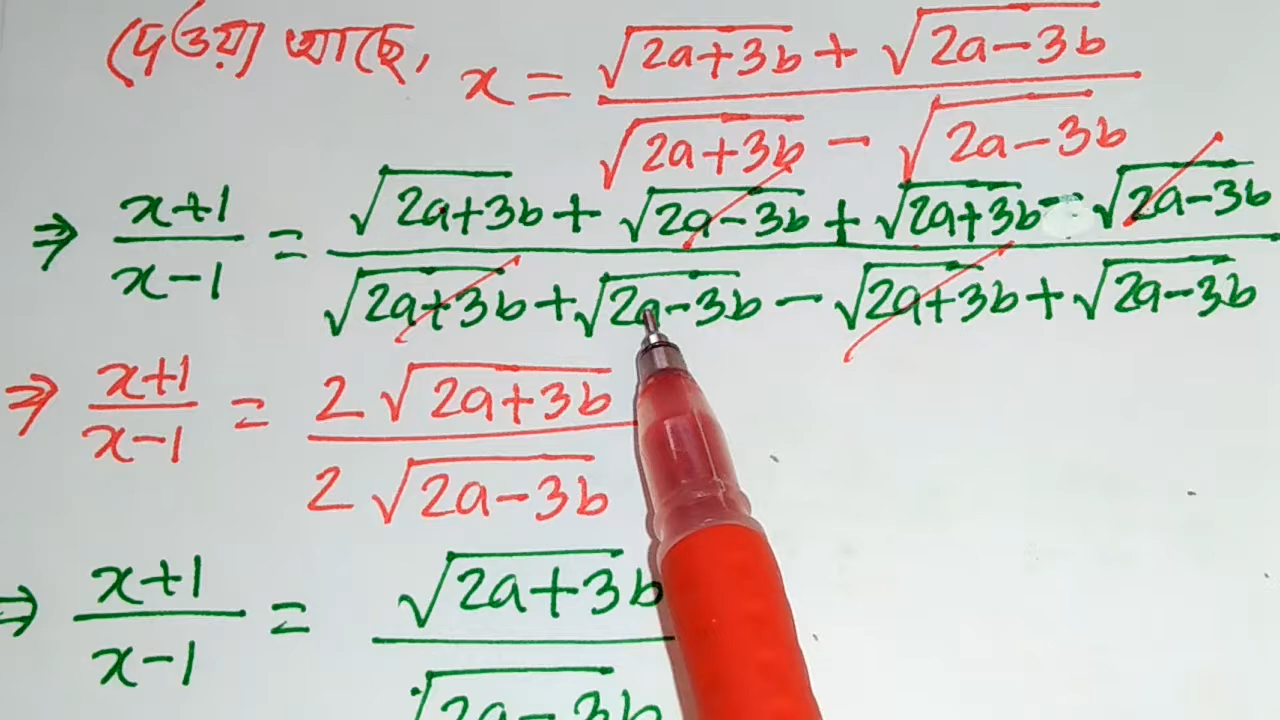 দেওয়া আছে, x = (√(2a+3b) + √(2a-3b)) / (√(2a+3b) - √(2a-3b))
⇒ (x+1)/(x-1) = (√(2a+3b) + √(2a-3b) + √(2a+3b) - √(2a-3b)) / (√(2a+3b) + √(2a-3b) - √(2a+3b) + √(2a-3b))
⇒ (x+1)/(x-1) = 2√(2a+3b) / 2√(2a-3b)
⇒ (x+1)/(x-1) = √(2a+3b) / √(2a-3b)